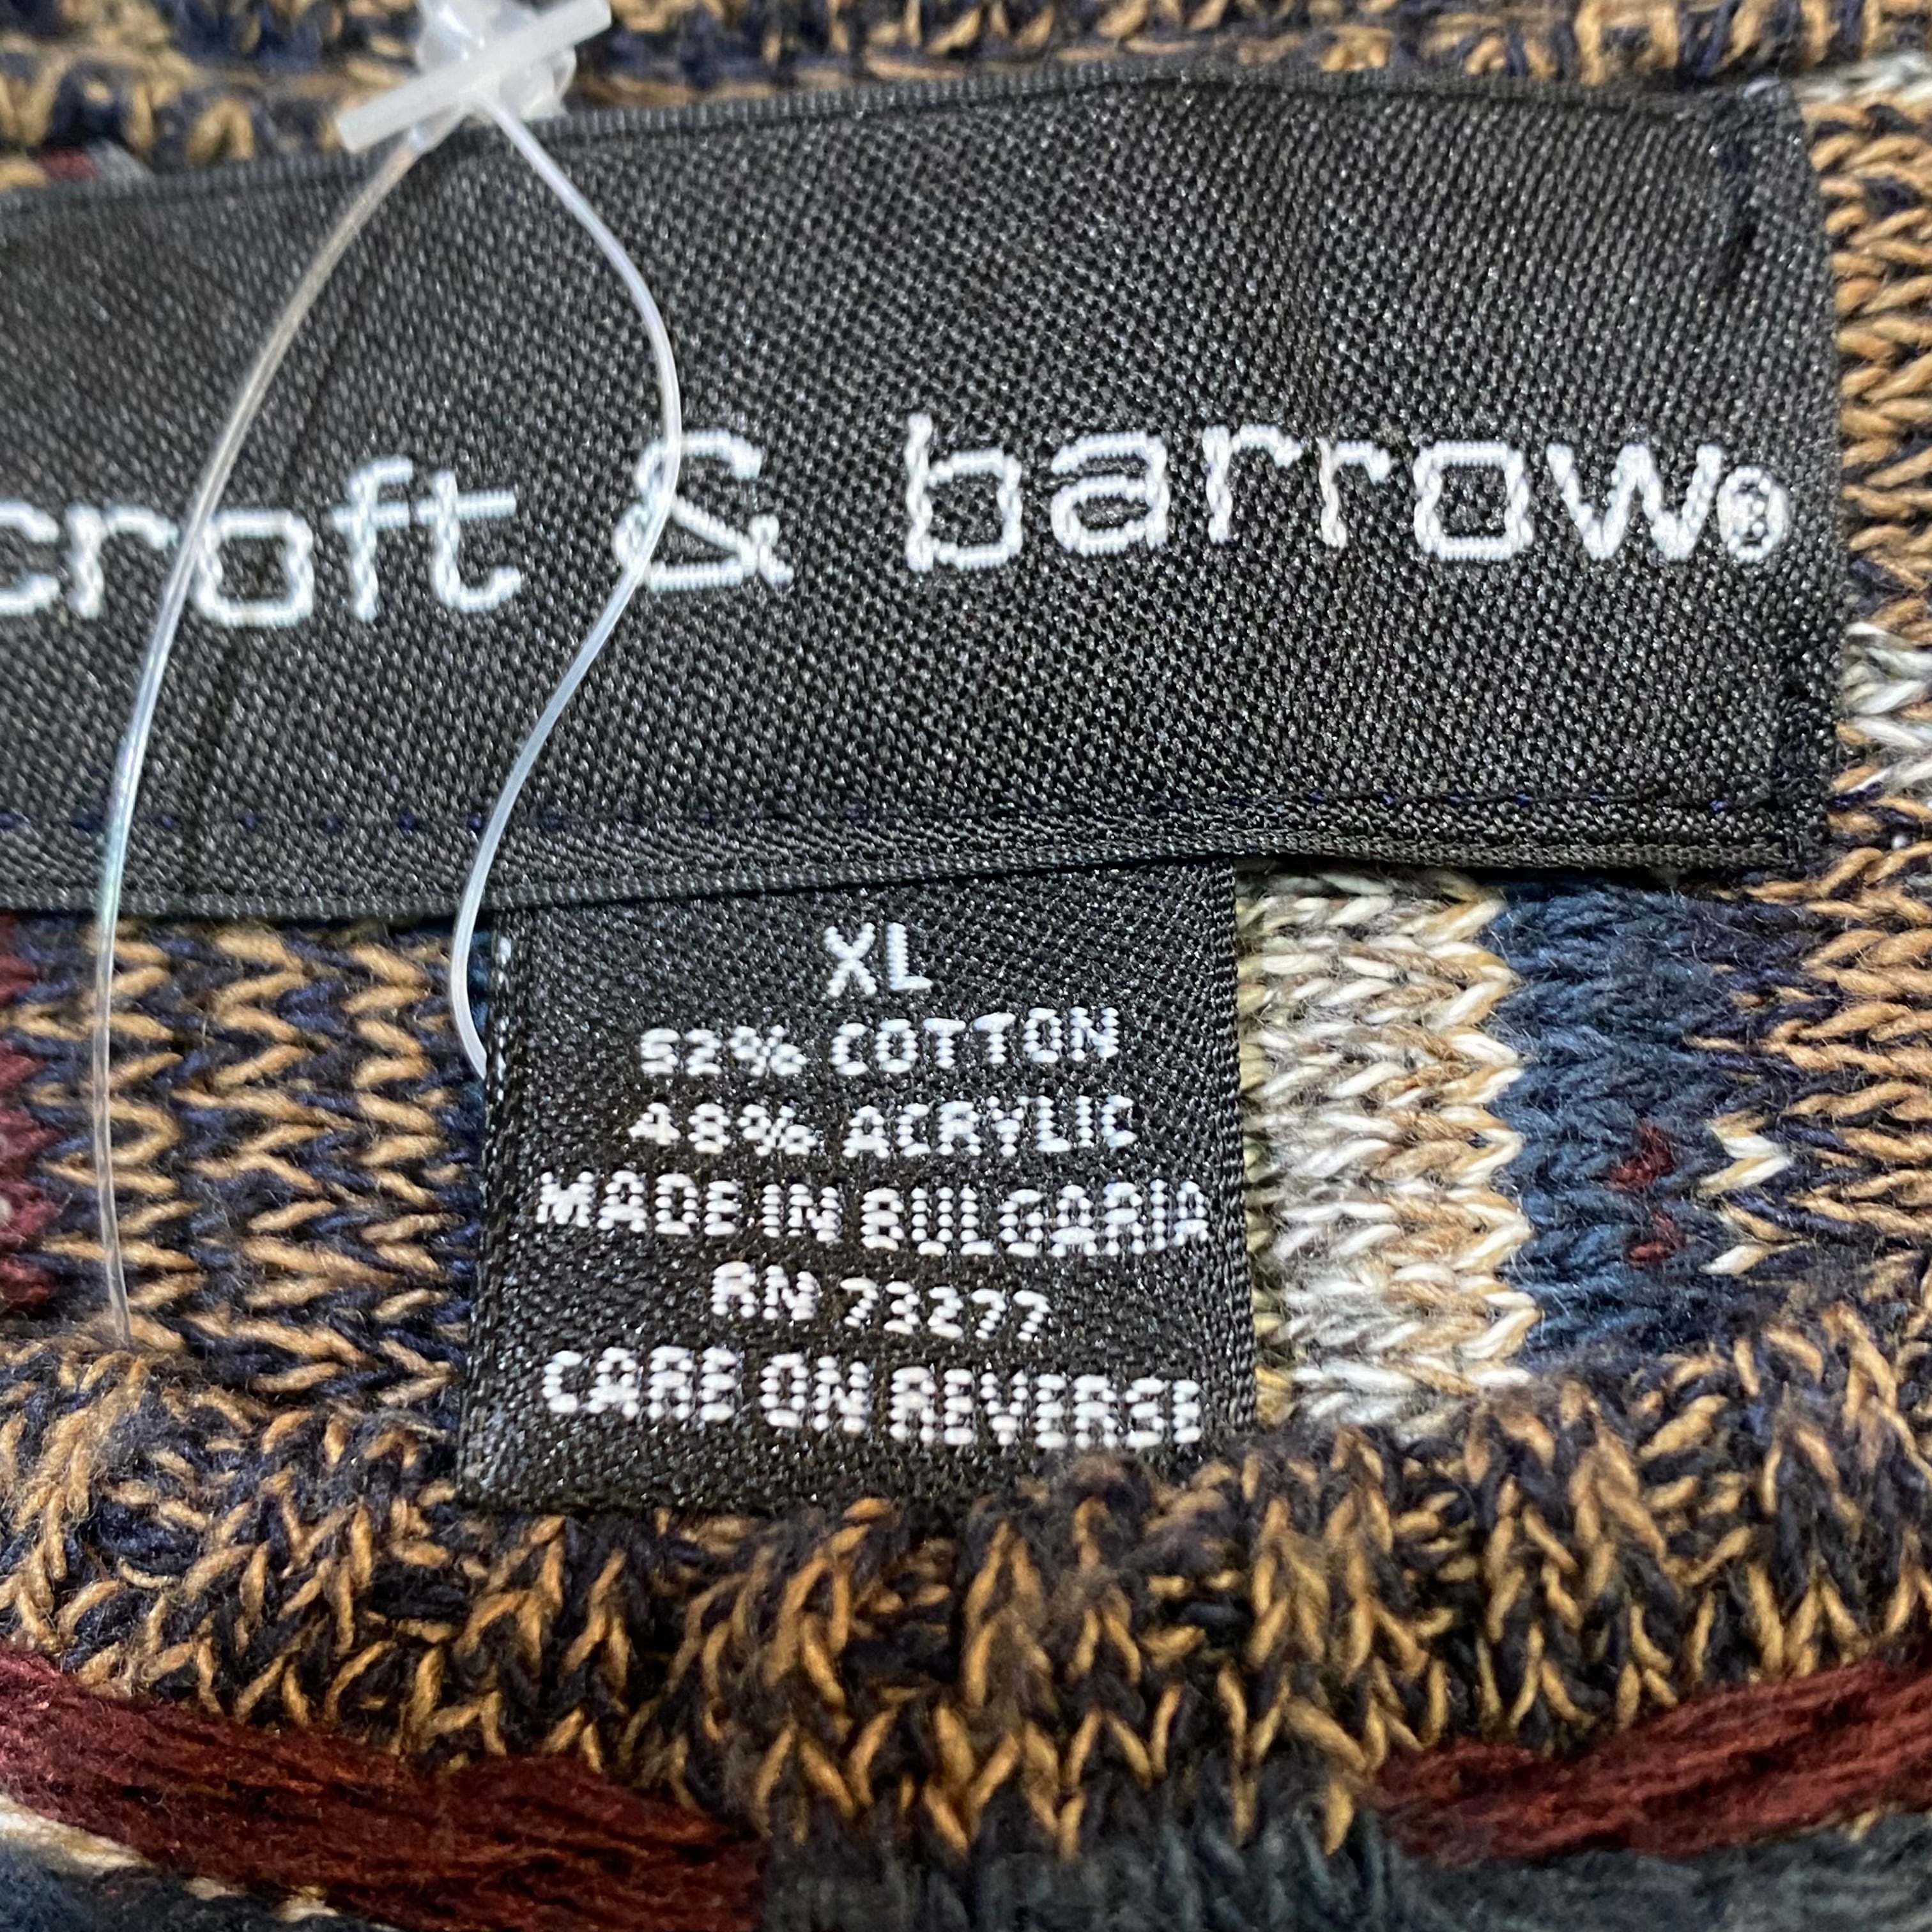 croft & barrow®
XL
52% COTTON
48% ACRYLIC
MADE IN BULGARIA
RN 73277
CARE ON REVERSE